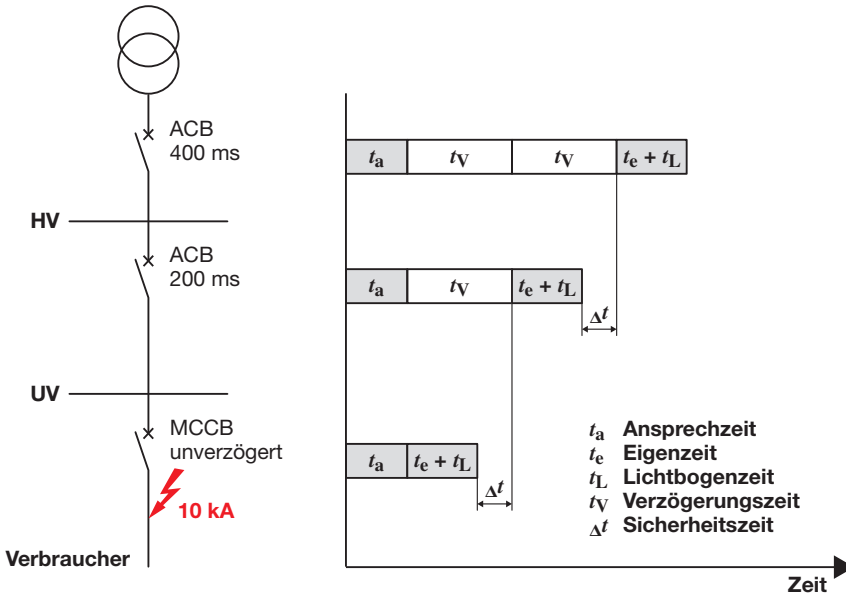 ACB
400 ms
HV
ACB
200 ms
UV
MCCB
unverzögert
10 kA
Verbraucher
ta tV tV te + tL
ta tV te + tL
Δt
ta te + tL
Δt
ta Ansprechzeit
te Eigenzeit
tL Lichtbogenzeit
tV Verzögerungszeit
Δt Sicherheitszeit
Zeit